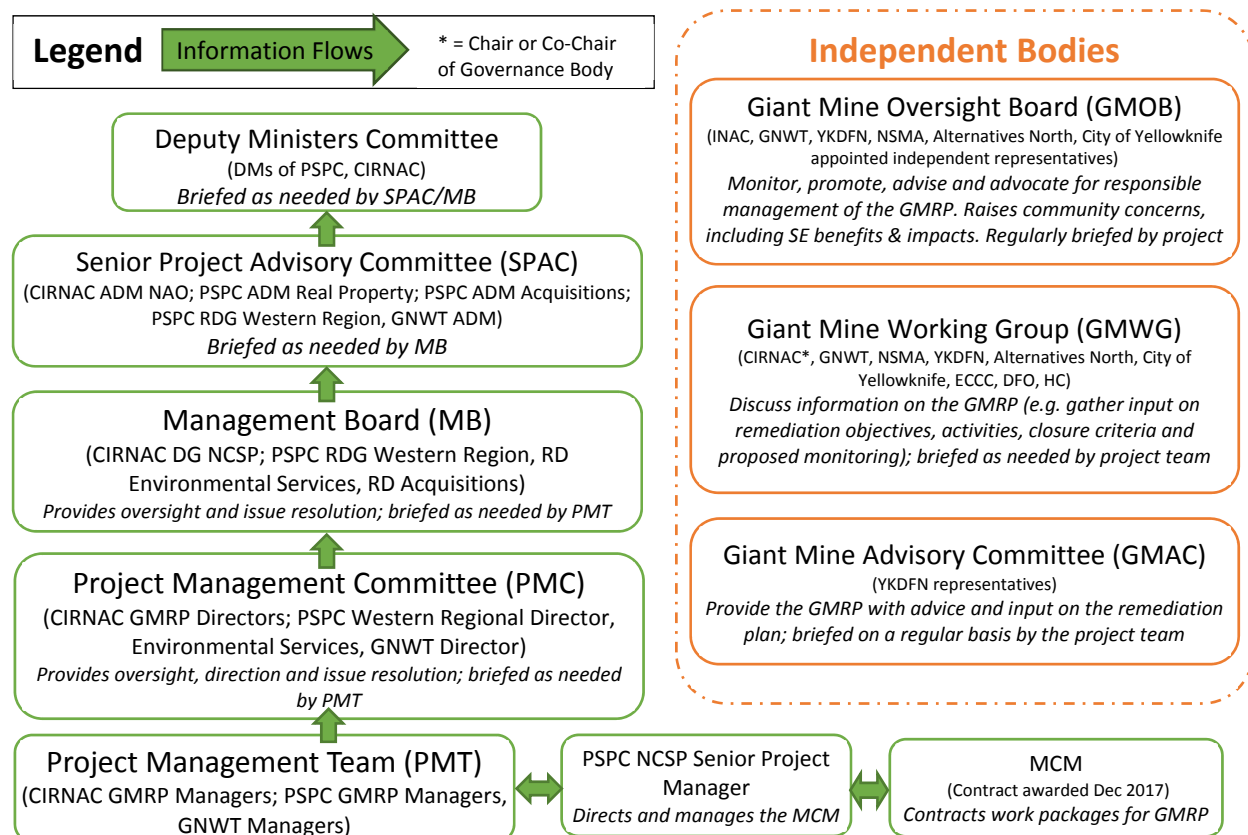 Legend
Information Flows
* = Chair or Co-Chair
of Governance Body
Deputy Ministers Committee
(DMs of PSPC, CIRNAC)
Briefed as needed by SPAC/MB
Senior Project Advisory Committee (SPAC)
(CIRNAC ADM NAO; PSPC ADM Real Property; PSPC ADM Acquisitions;
PSPC RDG Western Region, GNWT ADM)
Briefed as needed by MB
Management Board (MB)
(CIRNAC DG NCSP; PSPC RDG Western Region, RD
Environmental Services, RD Acquisitions)
Provides oversight and issue resolution; briefed as needed by PMT
Project Management Committee (PMC)
(CIRNAC GMRP Directors; PSPC Western Regional Director,
Environmental Services, GNWT Director)
Provides oversight, direction and issue resolution; briefed as needed
by PMT
Project Management Team (PMT)
(CIRNAC GMRP Managers; PSPC GMRP Managers,
GNWT Managers)
PSPC NCSP Senior Project
Manager
Directs and manages the MCM
MCM
(Contract awarded Dec 2017)
Contracts work packages for GMRP
Independent Bodies
Giant Mine Oversight Board (GMOB)
(INAC, GNWT, YKDFN, NSMA, Alternatives North, City of Yellowknife
appointed independent representatives)
Monitor, promote, advise and advocate for responsible
management of the GMRP. Raises community concerns,
including SE benefits & impacts. Regularly briefed by project
Giant Mine Working Group (GMWG)
(CIRNAC*, GNWT, NSMA, YKDFN, Alternatives North, City of
Yellowknife, ECCC, DFO, HC)
Discuss information on the GMRP (e.g. gather input on
remediation objectives, activities, closure criteria and
proposed monitoring); briefed as needed by project team
Giant Mine Advisory Committee (GMAC)
(YKDFN representatives)
Provide the GMRP with advice and input on the remediation
plan; briefed on a regular basis by the project team